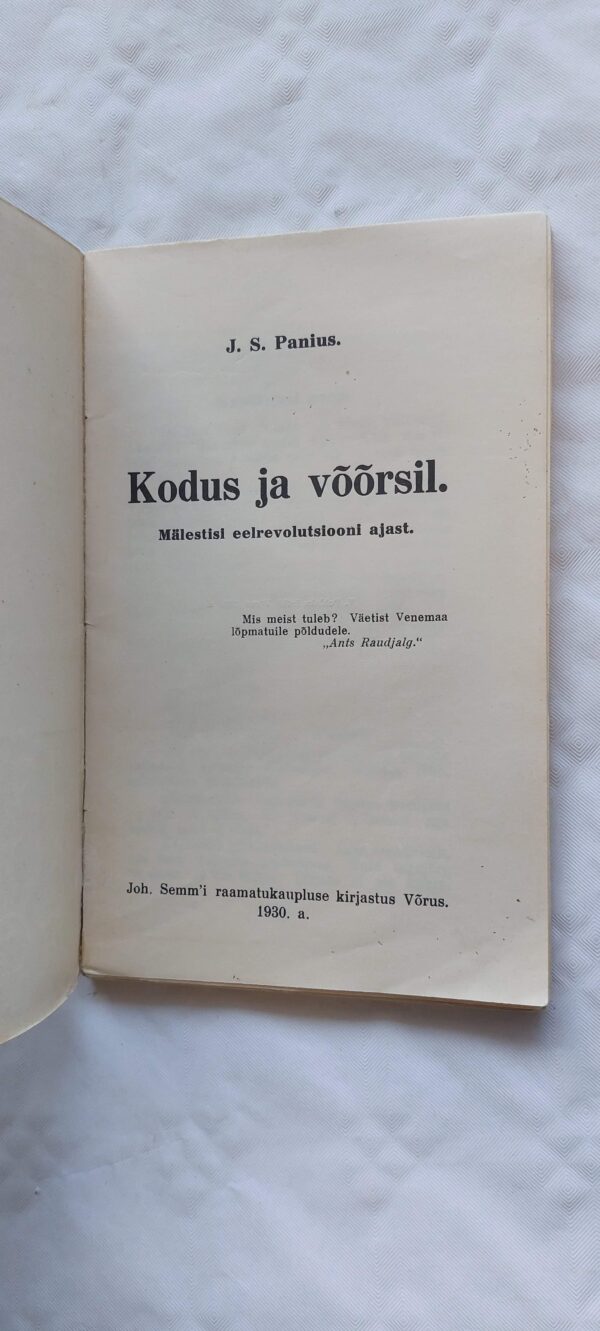 J. S. Panius.
Kodus ja võõrsil.
Mälestisi eelrevolutsiooni ajast.
Mis meist tuleb? Väetist Venemaa
lõpmatuile põldudele.
„Ants Raudjalg.“
Joh. Semm'i raamatukaupluse kirjastus Võrus.
1930. a.